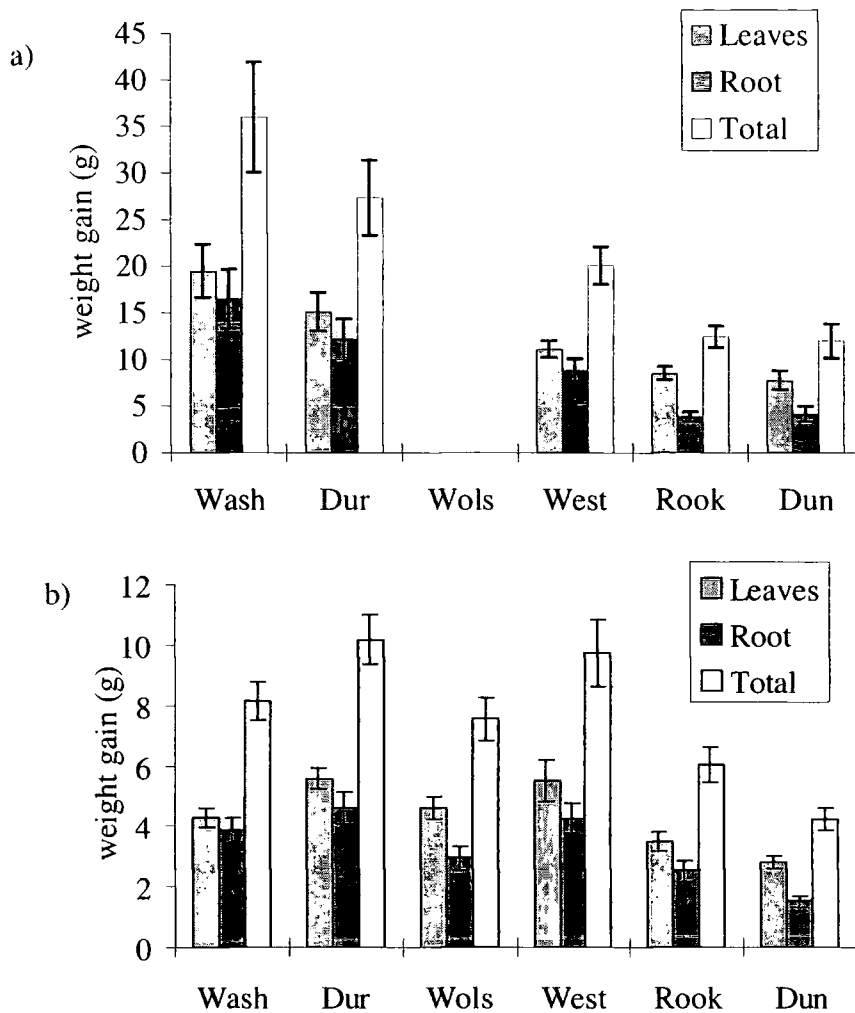 a)
45
40
35
30
25
20
15
10
5
0
weight gain (g)
Leaves
Root
Total
Wash Dur Wols West Rook Dun
b)
12
10
8
6
4
2
0
weight gain (g)
Leaves
Root
Total
Wash Dur Wols West Rook Dun